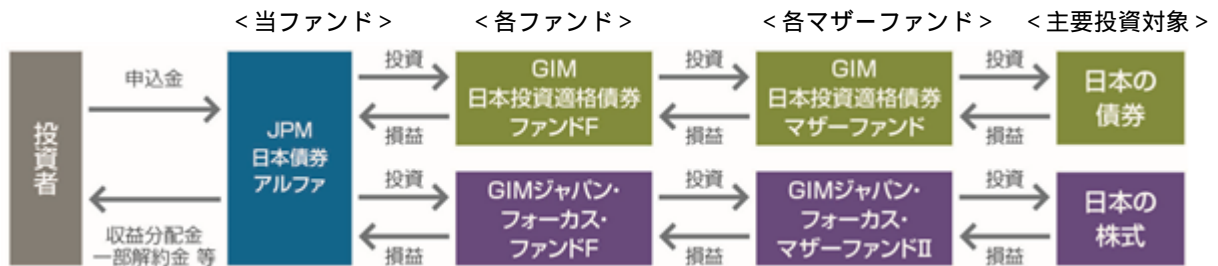 <当ファンド> <各ファンド> <各マザーファンド> <主要投資対象>
投資者
申込金
収益分配金
一部解約金 等
JPM
日本債券
アルファ
投資
損益
GIM
日本投資適格債券
ファンドF
投資
損益
GIM
日本投資適格債券
マザーファンド
投資
損益
日本の
債券
投資
損益
GIMジャパン・
フォーカス・
ファンドF
投資
損益
GIMジャパン・
フォーカス・
マザーファンドⅡ
投資
損益
日本の
株式